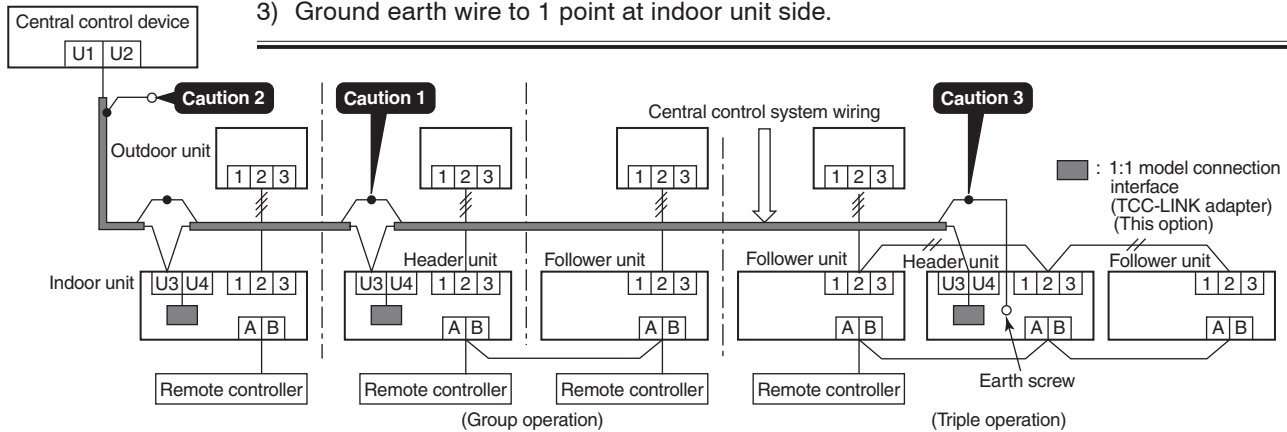 3) Ground earth wire to 1 point at indoor unit side.
Central control device
U1 U2
Caution 2
Caution 1
Caution 3
Central control system wiring
Outdoor unit
1 2 3
1 2 3
1 2 3
1 2 3
: 1:1 model connection
interface
(TCC-LINK adapter)
(This option)
Indoor unit
U3 U4
1 2 3
A B
Header unit
U3 U4
1 2 3
A B
Follower unit
1 2 3
A B
Follower unit
1 2 3
A B
Header unit
U3 U4
1 2 3
A B
Follower unit
1 2 3
A B
Earth screw
Remote controller
Remote controller
Remote controller
Remote controller
(Group operation)
(Triple operation)